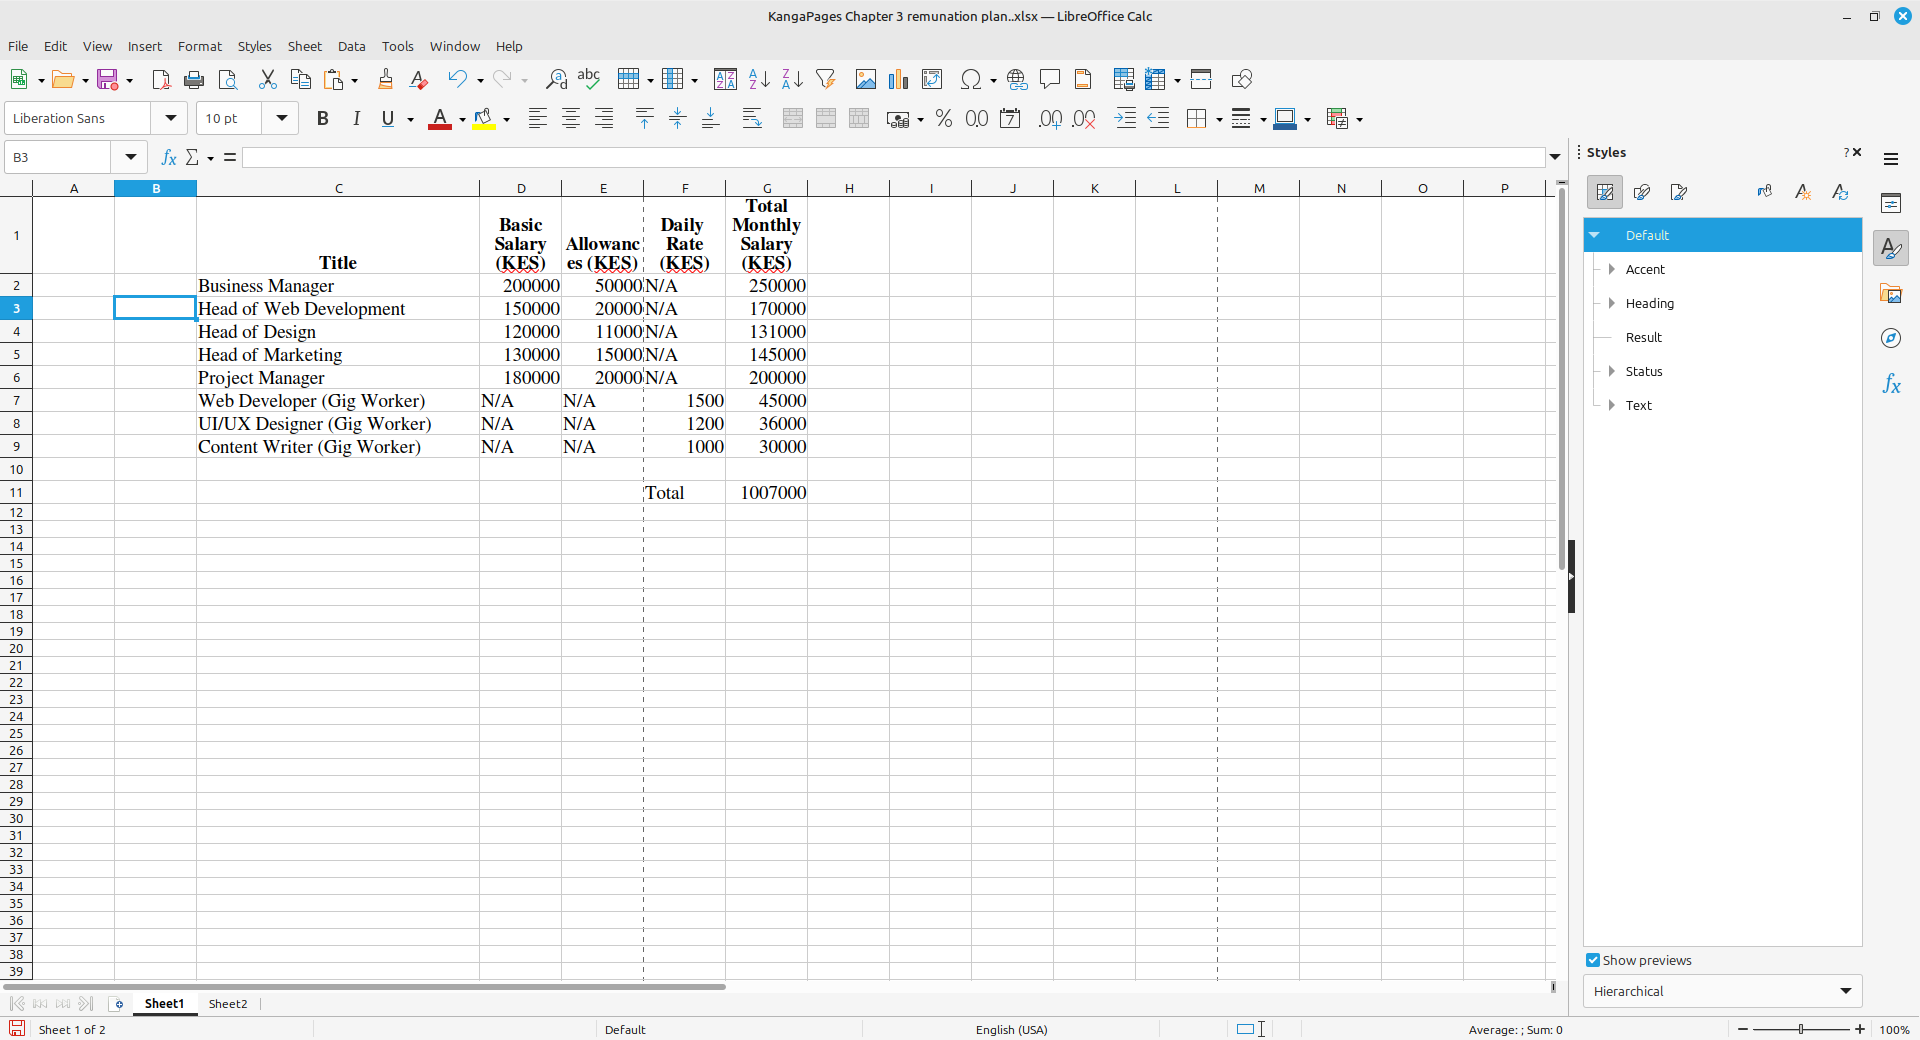 KangaPages Chapter 3 remunation plan..xlsx — LibreOffice Calc
File Edit View Insert Format Styles Sheet Data Tools Window Help
Liberation Sans 10 pt
B3
Styles
A B C D E F G H I J K L M N O P
1 Title Basic Salary (KES) Allowances (KES) Daily Rate (KES) Total Monthly Salary (KES)
2 Business Manager 200000 50000 N/A 250000
3 Head of Web Development 150000 20000 N/A 170000
4 Head of Design 120000 11000 N/A 131000
5 Head of Marketing 130000 15000 N/A 145000
6 Project Manager 180000 20000 N/A 200000
7 Web Developer (Gig Worker) N/A N/A 1500 45000
8 UI/UX Designer (Gig Worker) N/A N/A 1200 36000
9 Content Writer (Gig Worker) N/A N/A 1000 30000
10
11 Total 1007000
12
13
14
15
16
17
18
19
20
21
22
23
24
25
26
27
28
29
30
31
32
33
34
35
36
37
38
39
Default
Accent
Heading
Result
Status
Text
Show previews
Hierarchical
Sheet1 Sheet2
Sheet 1 of 2 Default English (USA) Average: ; Sum: 0 100%